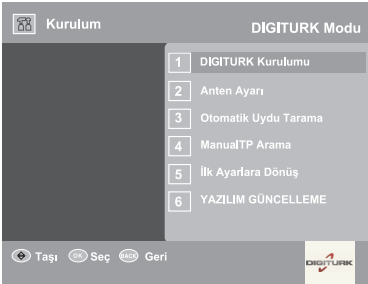 Kurulum
DIGITURK Modu
1 DIGITURK Kurulumu
2 Anten Ayarı
3 Otomatik Uydu Tarama
4 ManualTP Arama
5 İlk Ayarlara Dönüş
6 YAZILIM GÜNCELLEME
Taşı OK Seç BACK Geri
DIGITURK